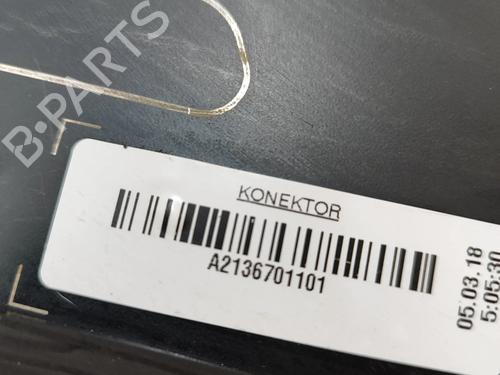 B-PARTS
KONEKTOR
A2136701101
05.03.18
5:05:30